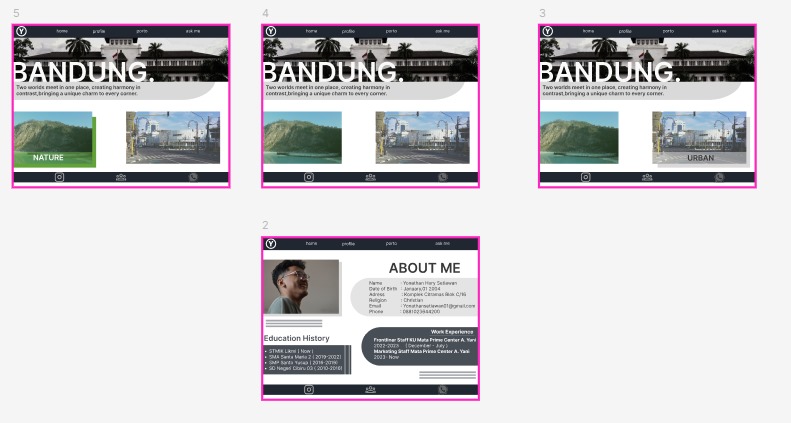 5
home profile porto ask me
BANDUNG.
Two worlds meet in one place, creating harmony in
contrast,bringing a unique charm to every corner.
NATURE
4
home profile porto ask me
BANDUNG.
Two worlds meet in one place, creating harmony in
contrast,bringing a unique charm to every corner.
3
home profile porto ask me
BANDUNG.
Two worlds meet in one place, creating harmony in
contrast,bringing a unique charm to every corner.
URBAN
2
home profile porto ask me
ABOUT ME
Name : Yonathan Hery Setiawan
Date of Birth : January,01 2004
Adress : Komplek Citramas Blok C/16
Religion : Christian
Email : Yonathansetiawan01@gmail.com
Phone : 0881023944200
Education History
• STMIK Likmi ( Now )
• SMA Santa Maria 2 ( 2019-2022)
• SMP Santo Yusup ( 2016-2019)
• SD Negeri Cibiru 03 ( 2010-2016)
Work Experience
Frontliner Staff KU Mata Prime Center A. Yani
2022-2023 ( December - July )
Marketing Staff Mata Prime Center A. Yani
2023- Now